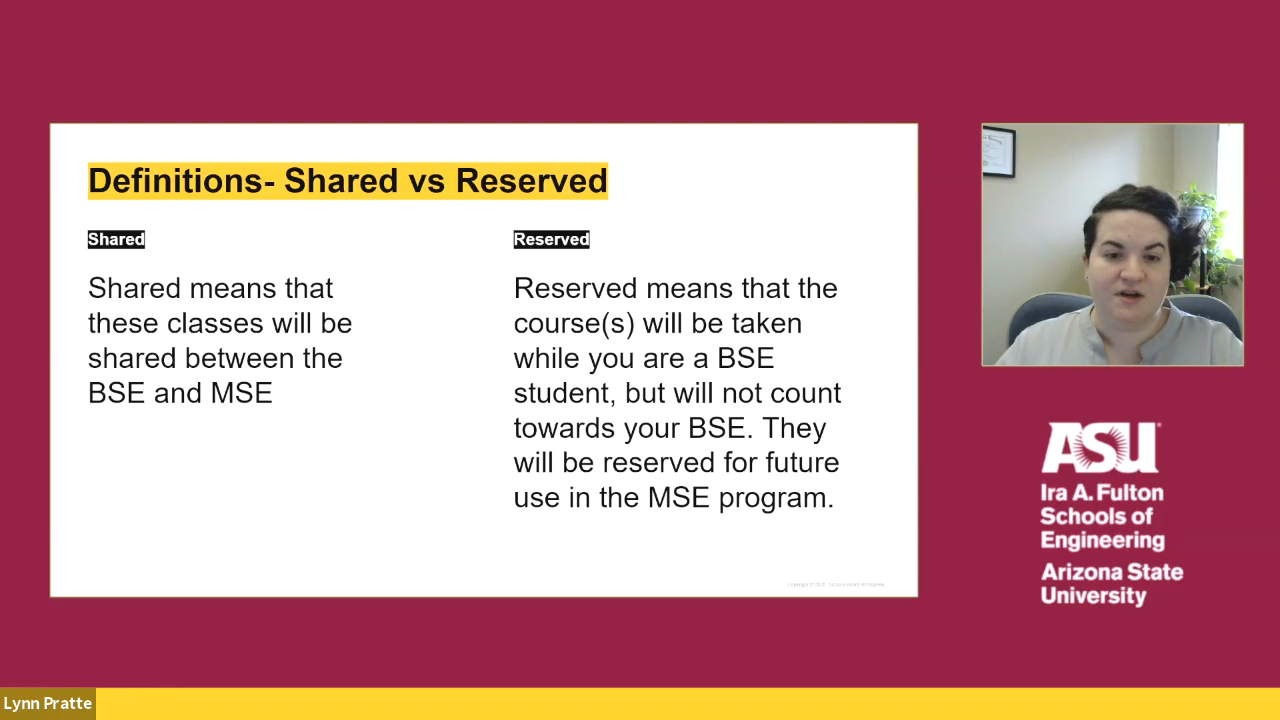 Definitions- Shared vs Reserved
Shared
Shared means that
these classes will be
shared between the
BSE and MSE
Reserved
Reserved means that the
course(s) will be taken
while you are a BSE
student, but will not count
towards your BSE. They
will be reserved for future
use in the MSE program.
ASU
Ira A. Fulton
Schools of
Engineering
Arizona State
University
Lynn Pratte